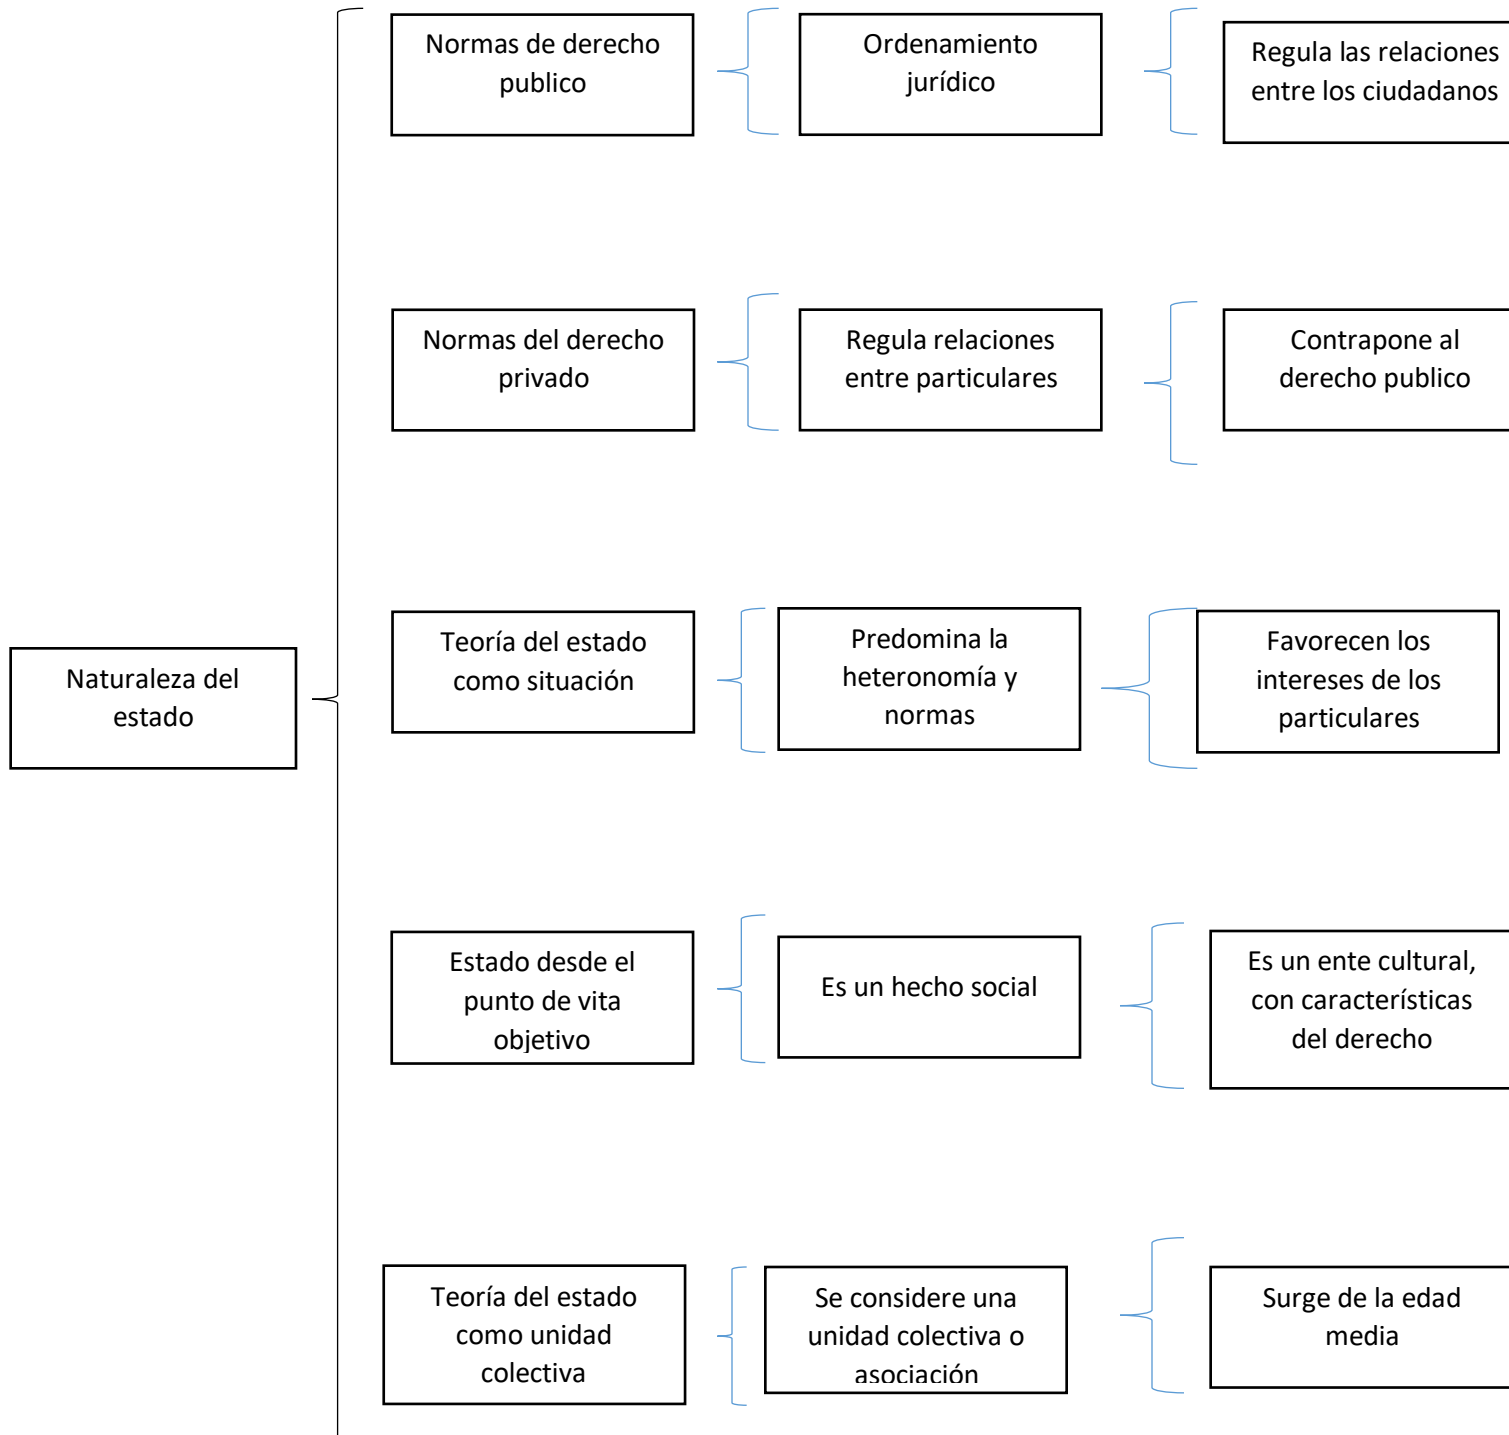 Normas de derecho
publico
Ordenamiento
jurídico
Regula las relaciones
entre los ciudadanos
Normas del derecho
privado
Regula relaciones
entre particulares
Contrapone al
derecho publico
Naturaleza del
estado
Teoría del estado
como situación
Predomina la
heteronomía y
normas
Favorecen los
intereses de los
particulares
Estado desde el
punto de vita
objetivo
Es un hecho social
Es un ente cultural,
con características
del derecho
Teoría del estado
como unidad
colectiva
Se considere una
unidad colectiva o
asociación
Surge de la edad
media